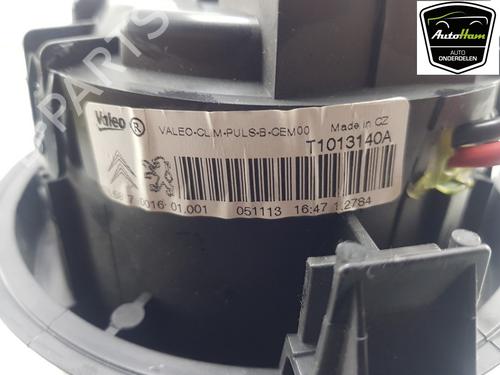 AutoHam
AUTO
ONDERDELEN
PARTS
Valeo ®
VALEO-CLIM-PULS-B-CEM00
Made in CZ
T1013140A
01.001
051113 16:47 1.2784